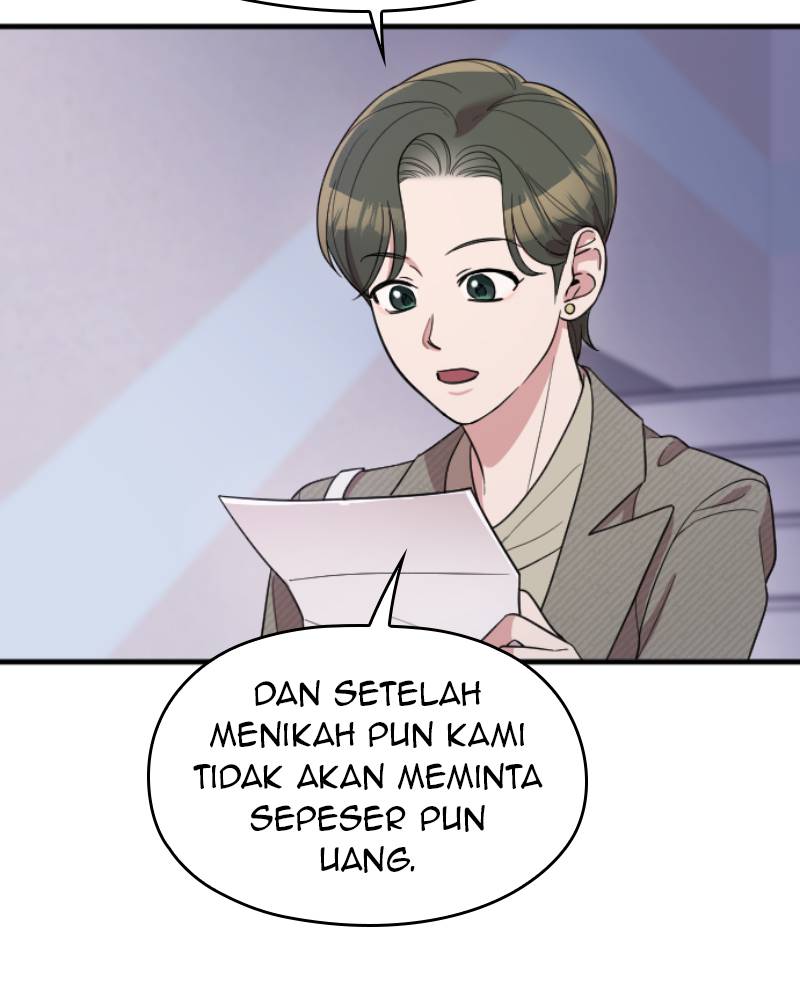 DAN SETELAH
MENIKAH PUN KAMI
TIDAK AKAN MEMINTA
SEPESER PUN
UANG.